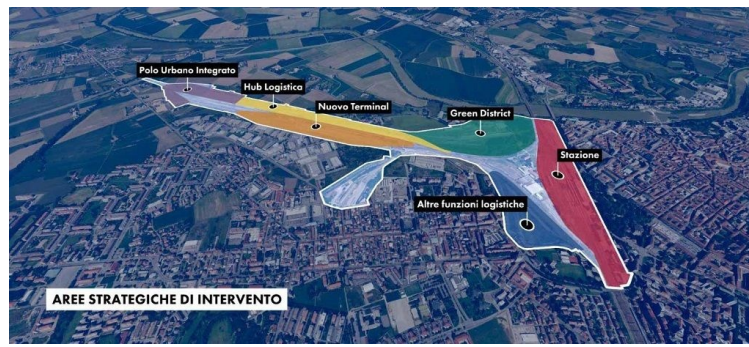 Polo Urbano Integrato
Hub Logistica
Nuovo Terminal
Green District
Stazione
Altre funzioni logistiche
AREE STRATEGICHE DI INTERVENTO